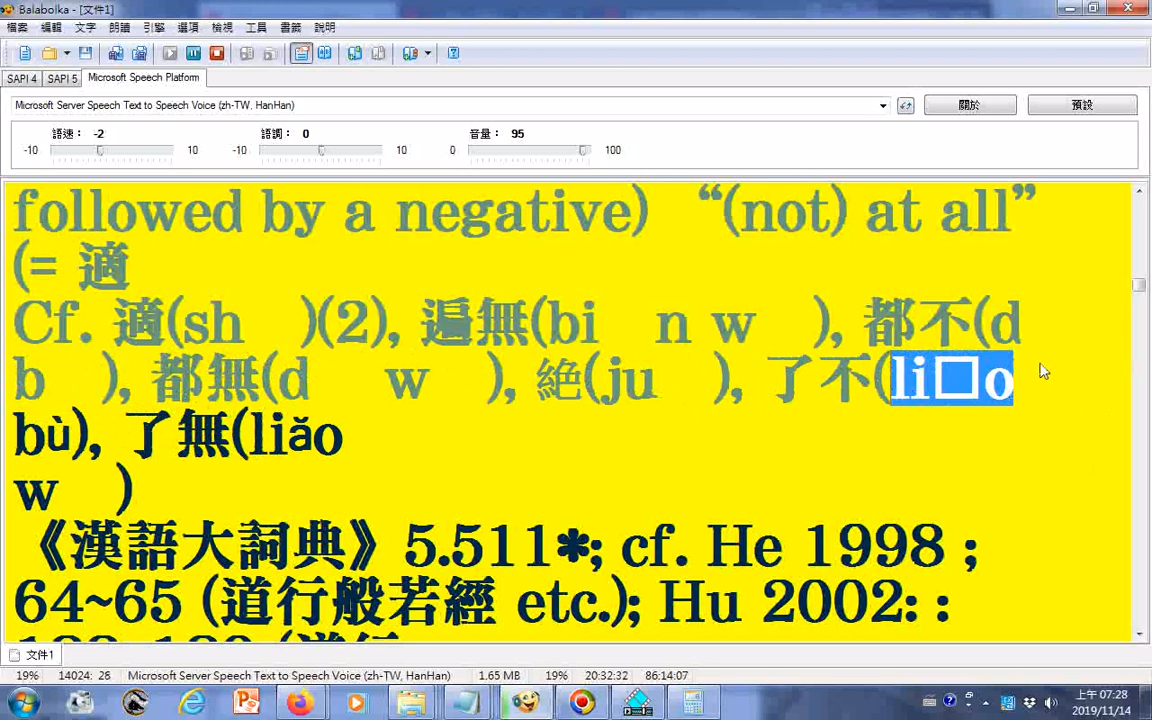 Balabolka - [文件1]
檔案 編輯 文字 朗讀 引擎 選項 檢視 工具 書籤 說明
SAPI 4 SAPI 5 Microsoft Speech Platform
Microsoft Server Speech Text to Speech Voice (zh-TW, HanHan) 關於 預設
語速： -2 語調： 0 音量： 95
-10 10 -10 10 0 100
followed by a negative) “(not) at all”
(= 適
Cf. 適(sh )(2), 遍無(bi n w ), 都不(d
b ), 都無(d w ), 絕(ju ), 了不(li□o
bù), 了無(liǎo
w )
《漢語大詞典》5.511*; cf. He 1998 ;
64~65 (道行般若經 etc.); Hu 2002: :
188~189 (道行
文件1
19% 14024: 28 Microsoft Server Speech Text to Speech Voice (zh-TW, HanHan) 1.65 MB 19% 20:32:32 86:14:07
上午 07:28
2019/11/14